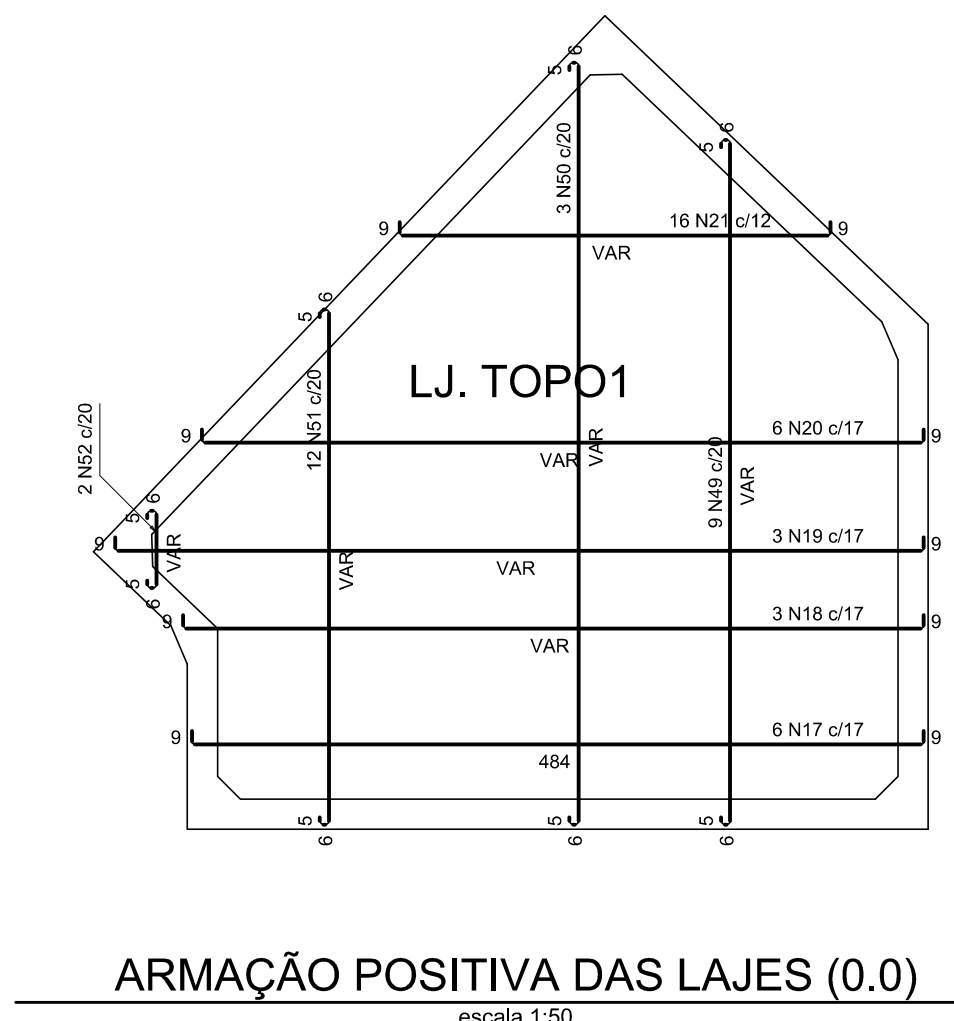 6
5
3 N50 c/20
6
5
9
16 N21 c/12
9
VAR
6
5
12 N51 c/20
LJ. TOPO1
2 N52 c/20
9
6 N20 c/17
9
VAR
VAR
9 N49 c/20
VAR
6
5
9
VAR
3 N19 c/17
9
VAR
VAR
5
6
9
3 N18 c/17
9
VAR
9
6 N17 c/17
9
484
5
6
5
6
5
6
ARMAÇÃO POSITIVA DAS LAJES (0.0)
escala 1:50